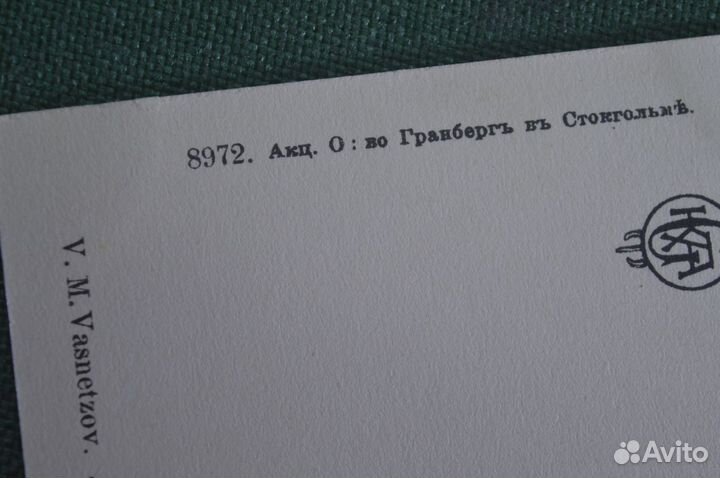 8972. Акц. О: во Гранбергъ въ Стокгольмѣ.
V. M. Vasnetzov.
Avito